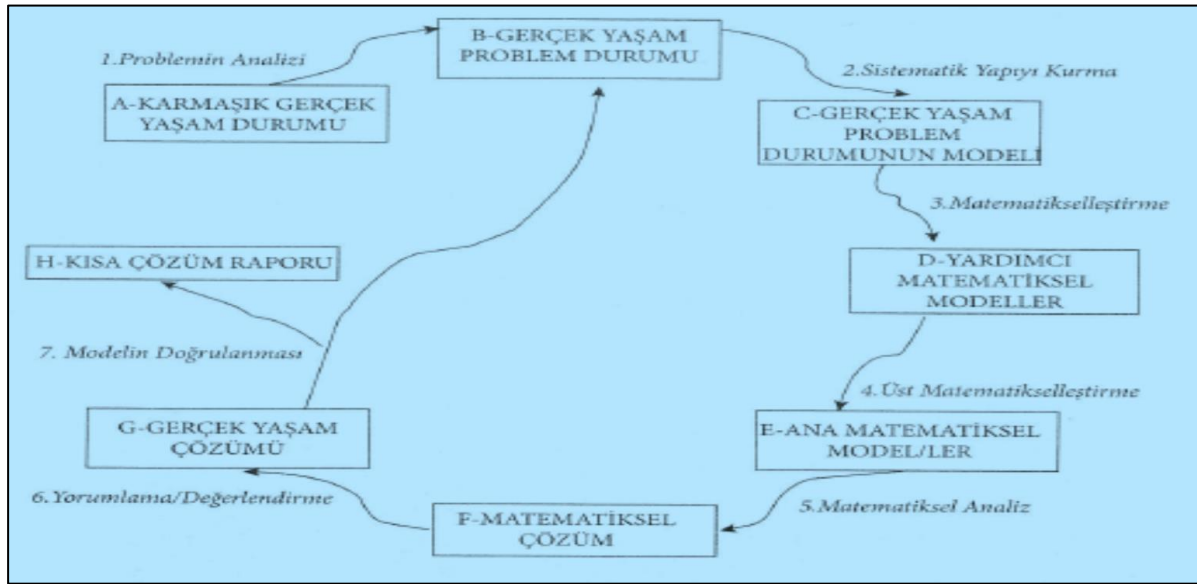 B-GERÇEK YAŞAM
PROBLEM DURUMU
1.Problemin Analizi
2.Sistematik Yapıyı Kurma
A-KARMAŞIK GERÇEK
YAŞAM DURUMU
C-GERÇEK YAŞAM
PROBLEM
DURUMUNUN MODELİ
3.Matematikselleştirme
H-KISA ÇÖZÜM RAPORU
D-YARDIMCI
MATEMATİKSEL
MODELLER
7. Modelin Doğrulanması
4.Üst Matematikselleştirme
G-GERÇEK YAŞAM
ÇÖZÜMÜ
E-ANA MATEMATİKSEL
MODEL/LER
6.Yorumlama/Değerlendirme
5.Matematiksel Analiz
F-MATEMATİKSEL
ÇÖZÜM